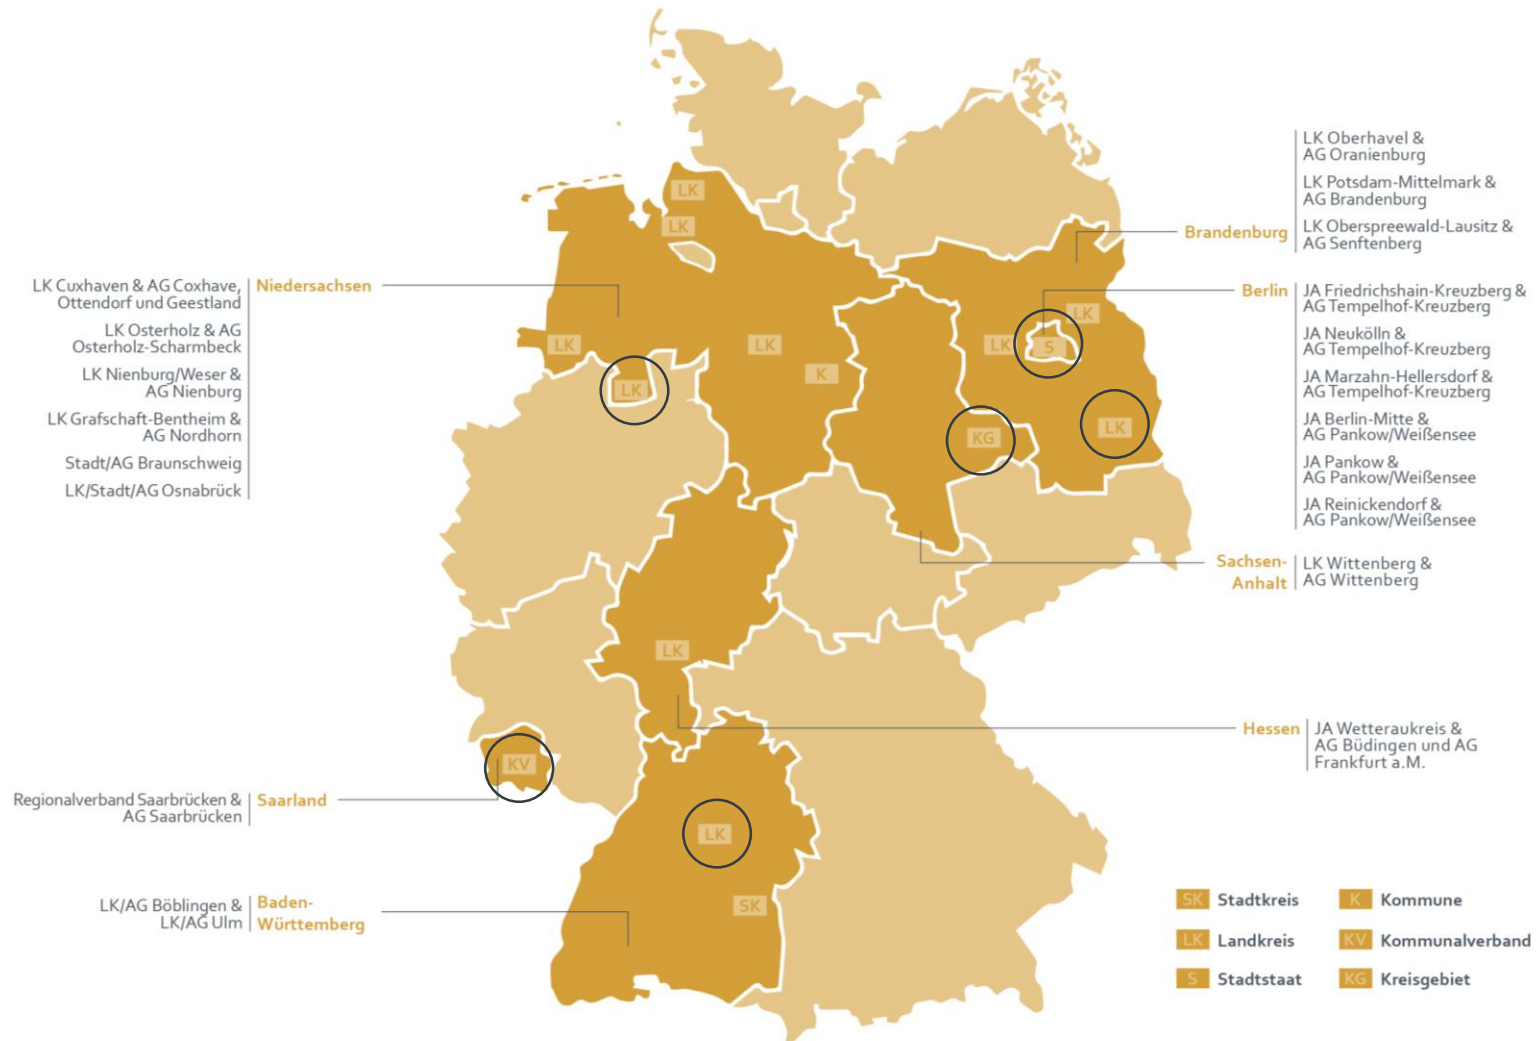 LK Cuxhaven & AG Coxhave,
Ottendorf und Geestland
LK Osterholz & AG
Osterholz-Scharmbeck
LK Nienburg/Weser &
AG Nienburg
LK Grafschaft-Bentheim &
AG Nordhorn
Stadt/AG Braunschweig
LK/Stadt/AG Osnabrück
Niedersachsen
Regionalverband Saarbrücken &
AG Saarbrücken
Saarland
LK/AG Böblingen &
LK/AG Ulm
Baden-
Württemberg
LK
LK
LK
LK
K
LK
LK
LK
S
KG
LK
LK
KV
LK
SK
Brandenburg
LK Oberhavel &
AG Oranienburg
LK Potsdam-Mittelmark &
AG Brandenburg
LK Oberspreewald-Lausitz &
AG Senftenberg
Berlin
JA Friedrichshain-Kreuzberg &
AG Tempelhof-Kreuzberg
JA Neukölln &
AG Tempelhof-Kreuzberg
JA Marzahn-Hellersdorf &
AG Tempelhof-Kreuzberg
JA Berlin-Mitte &
AG Pankow/Weißensee
JA Pankow &
AG Pankow/Weißensee
JA Reinickendorf &
AG Pankow/Weißensee
Sachsen-
Anhalt
LK Wittenberg &
AG Wittenberg
Hessen
JA Wetteraukreis &
AG Büdingen und AG
Frankfurt a.M.
SK Stadtkreis
LK Landkreis
S Stadtstaat
K Kommune
KV Kommunalverband
KG Kreisgebiet